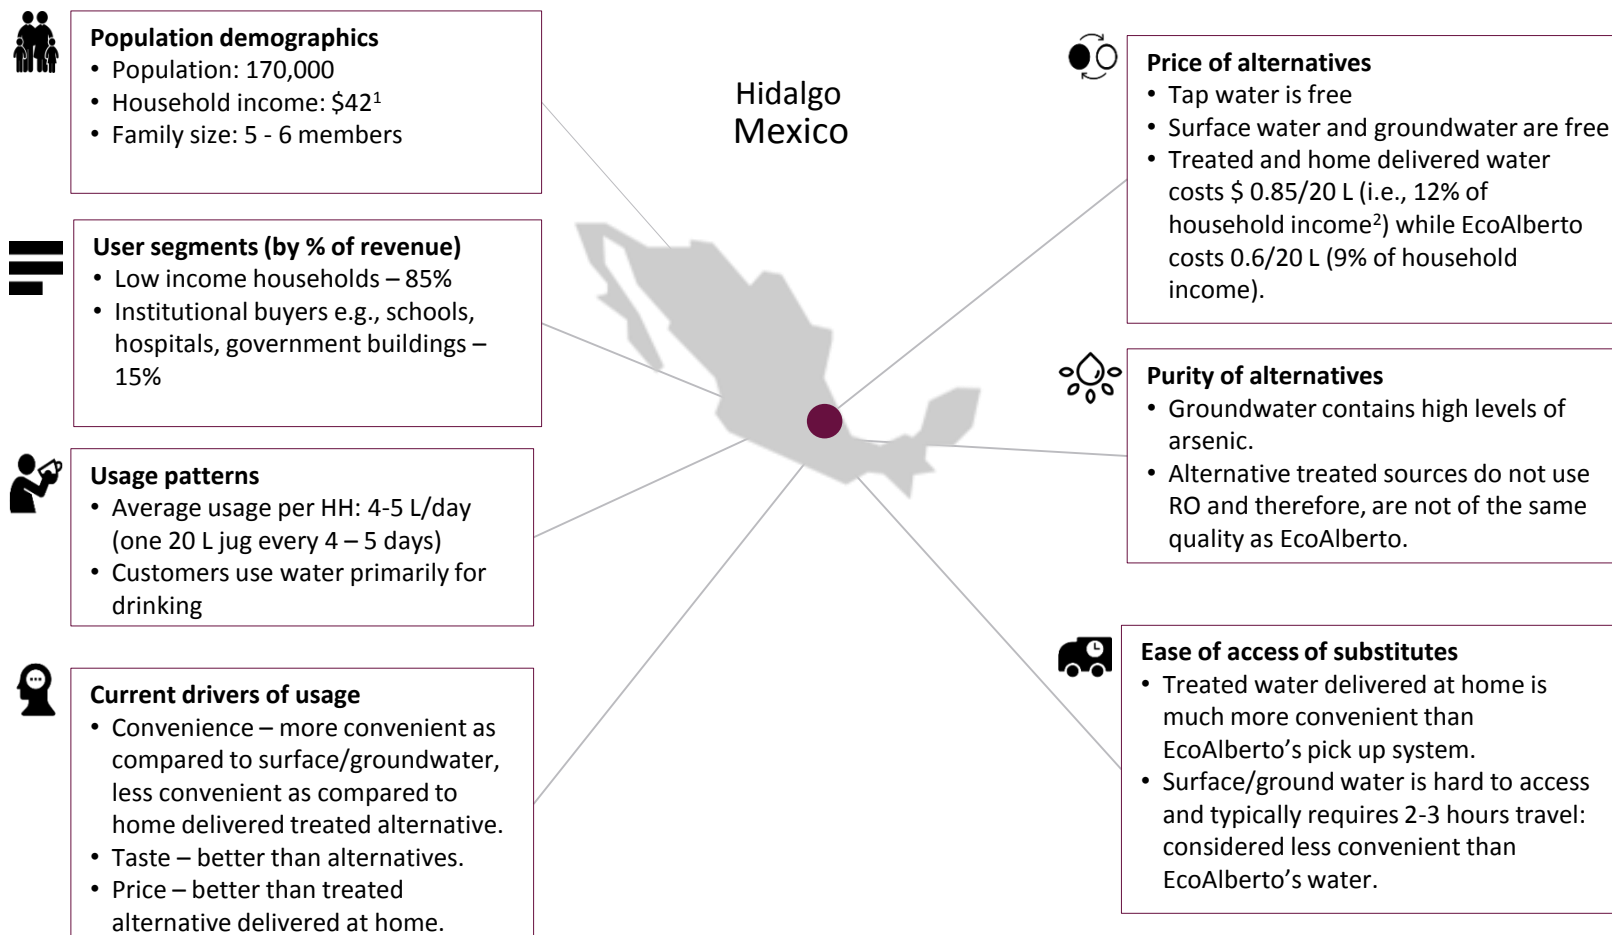 Population demographics
• Population: 170,000
• Household income: $42¹
• Family size: 5 - 6 members
User segments (by % of revenue)
• Low income households – 85%
• Institutional buyers e.g., schools,
hospitals, government buildings –
15%
Usage patterns
• Average usage per HH: 4-5 L/day
(one 20 L jug every 4 – 5 days)
• Customers use water primarily for
drinking
Current drivers of usage
• Convenience – more convenient as
compared to surface/groundwater,
less convenient as compared to
home delivered treated alternative.
• Taste – better than alternatives.
• Price – better than treated
alternative delivered at home.
Hidalgo
Mexico
Price of alternatives
• Tap water is free
• Surface water and groundwater are free
• Treated and home delivered water
costs $ 0.85/20 L (i.e., 12% of
household income²) while EcoAlberto
costs 0.6/20 L (9% of household
income).
Purity of alternatives
• Groundwater contains high levels of
arsenic.
• Alternative treated sources do not use
RO and therefore, are not of the same
quality as EcoAlberto.
Ease of access of substitutes
• Treated water delivered at home is
much more convenient than
EcoAlberto’s pick up system.
• Surface/ground water is hard to access
and typically requires 2-3 hours travel:
considered less convenient than
EcoAlberto’s water.